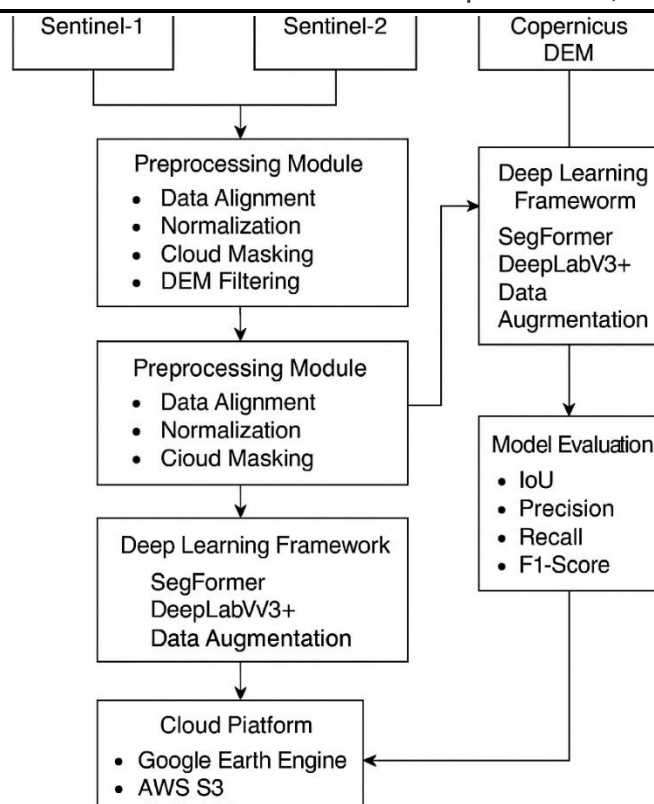 Sentinel-1
Sentinel-2
Copernicus
DEM
Preprocessing Module
• Data Alignment
• Normalization
• Cloud Masking
• DEM Filtering
Deep Learning
Frameworm
SegFormer
DeepLabV3+
Data
Augrmentation
Preprocessing Module
• Data Alignment
• Normalization
• Cioud Masking
Model Evaluation
• IoU
• Precision
• Recall
• F1-Score
Deep Learning Framework
SegFormer
DeepLabVV3+
Data Augmentation
Cloud Piatform
• Google Earth Engine
• AWS S3